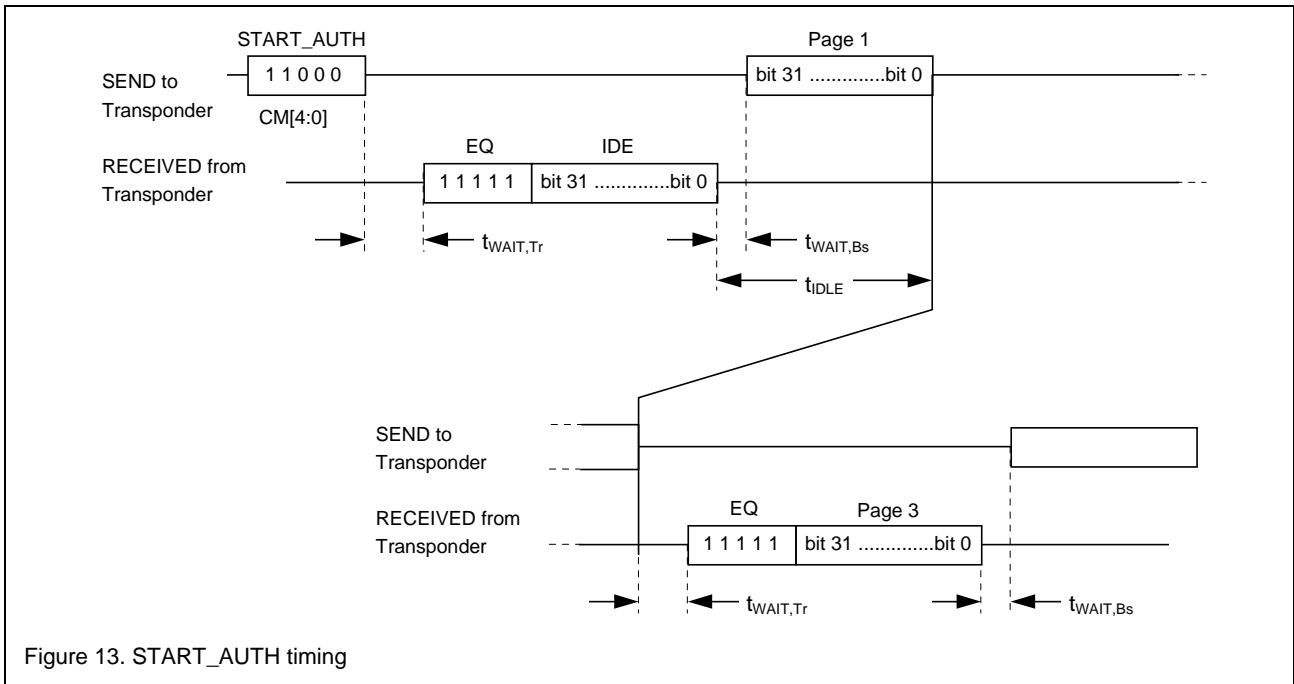 START_AUTH
Page 1
SEND to
Transponder
1 1 0 0 0
bit 31 ..............bit 0
CM[4:0]
EQ
IDE
RECEIVED from
Transponder
1 1 1 1 1
bit 31 ..............bit 0
tWAIT,Tr
tWAIT,Bs
tIDLE
SEND to
Transponder
EQ
Page 3
RECEIVED from
Transponder
1 1 1 1 1
bit 31 ..............bit 0
tWAIT,Tr
tWAIT,Bs
Figure 13. START_AUTH timing